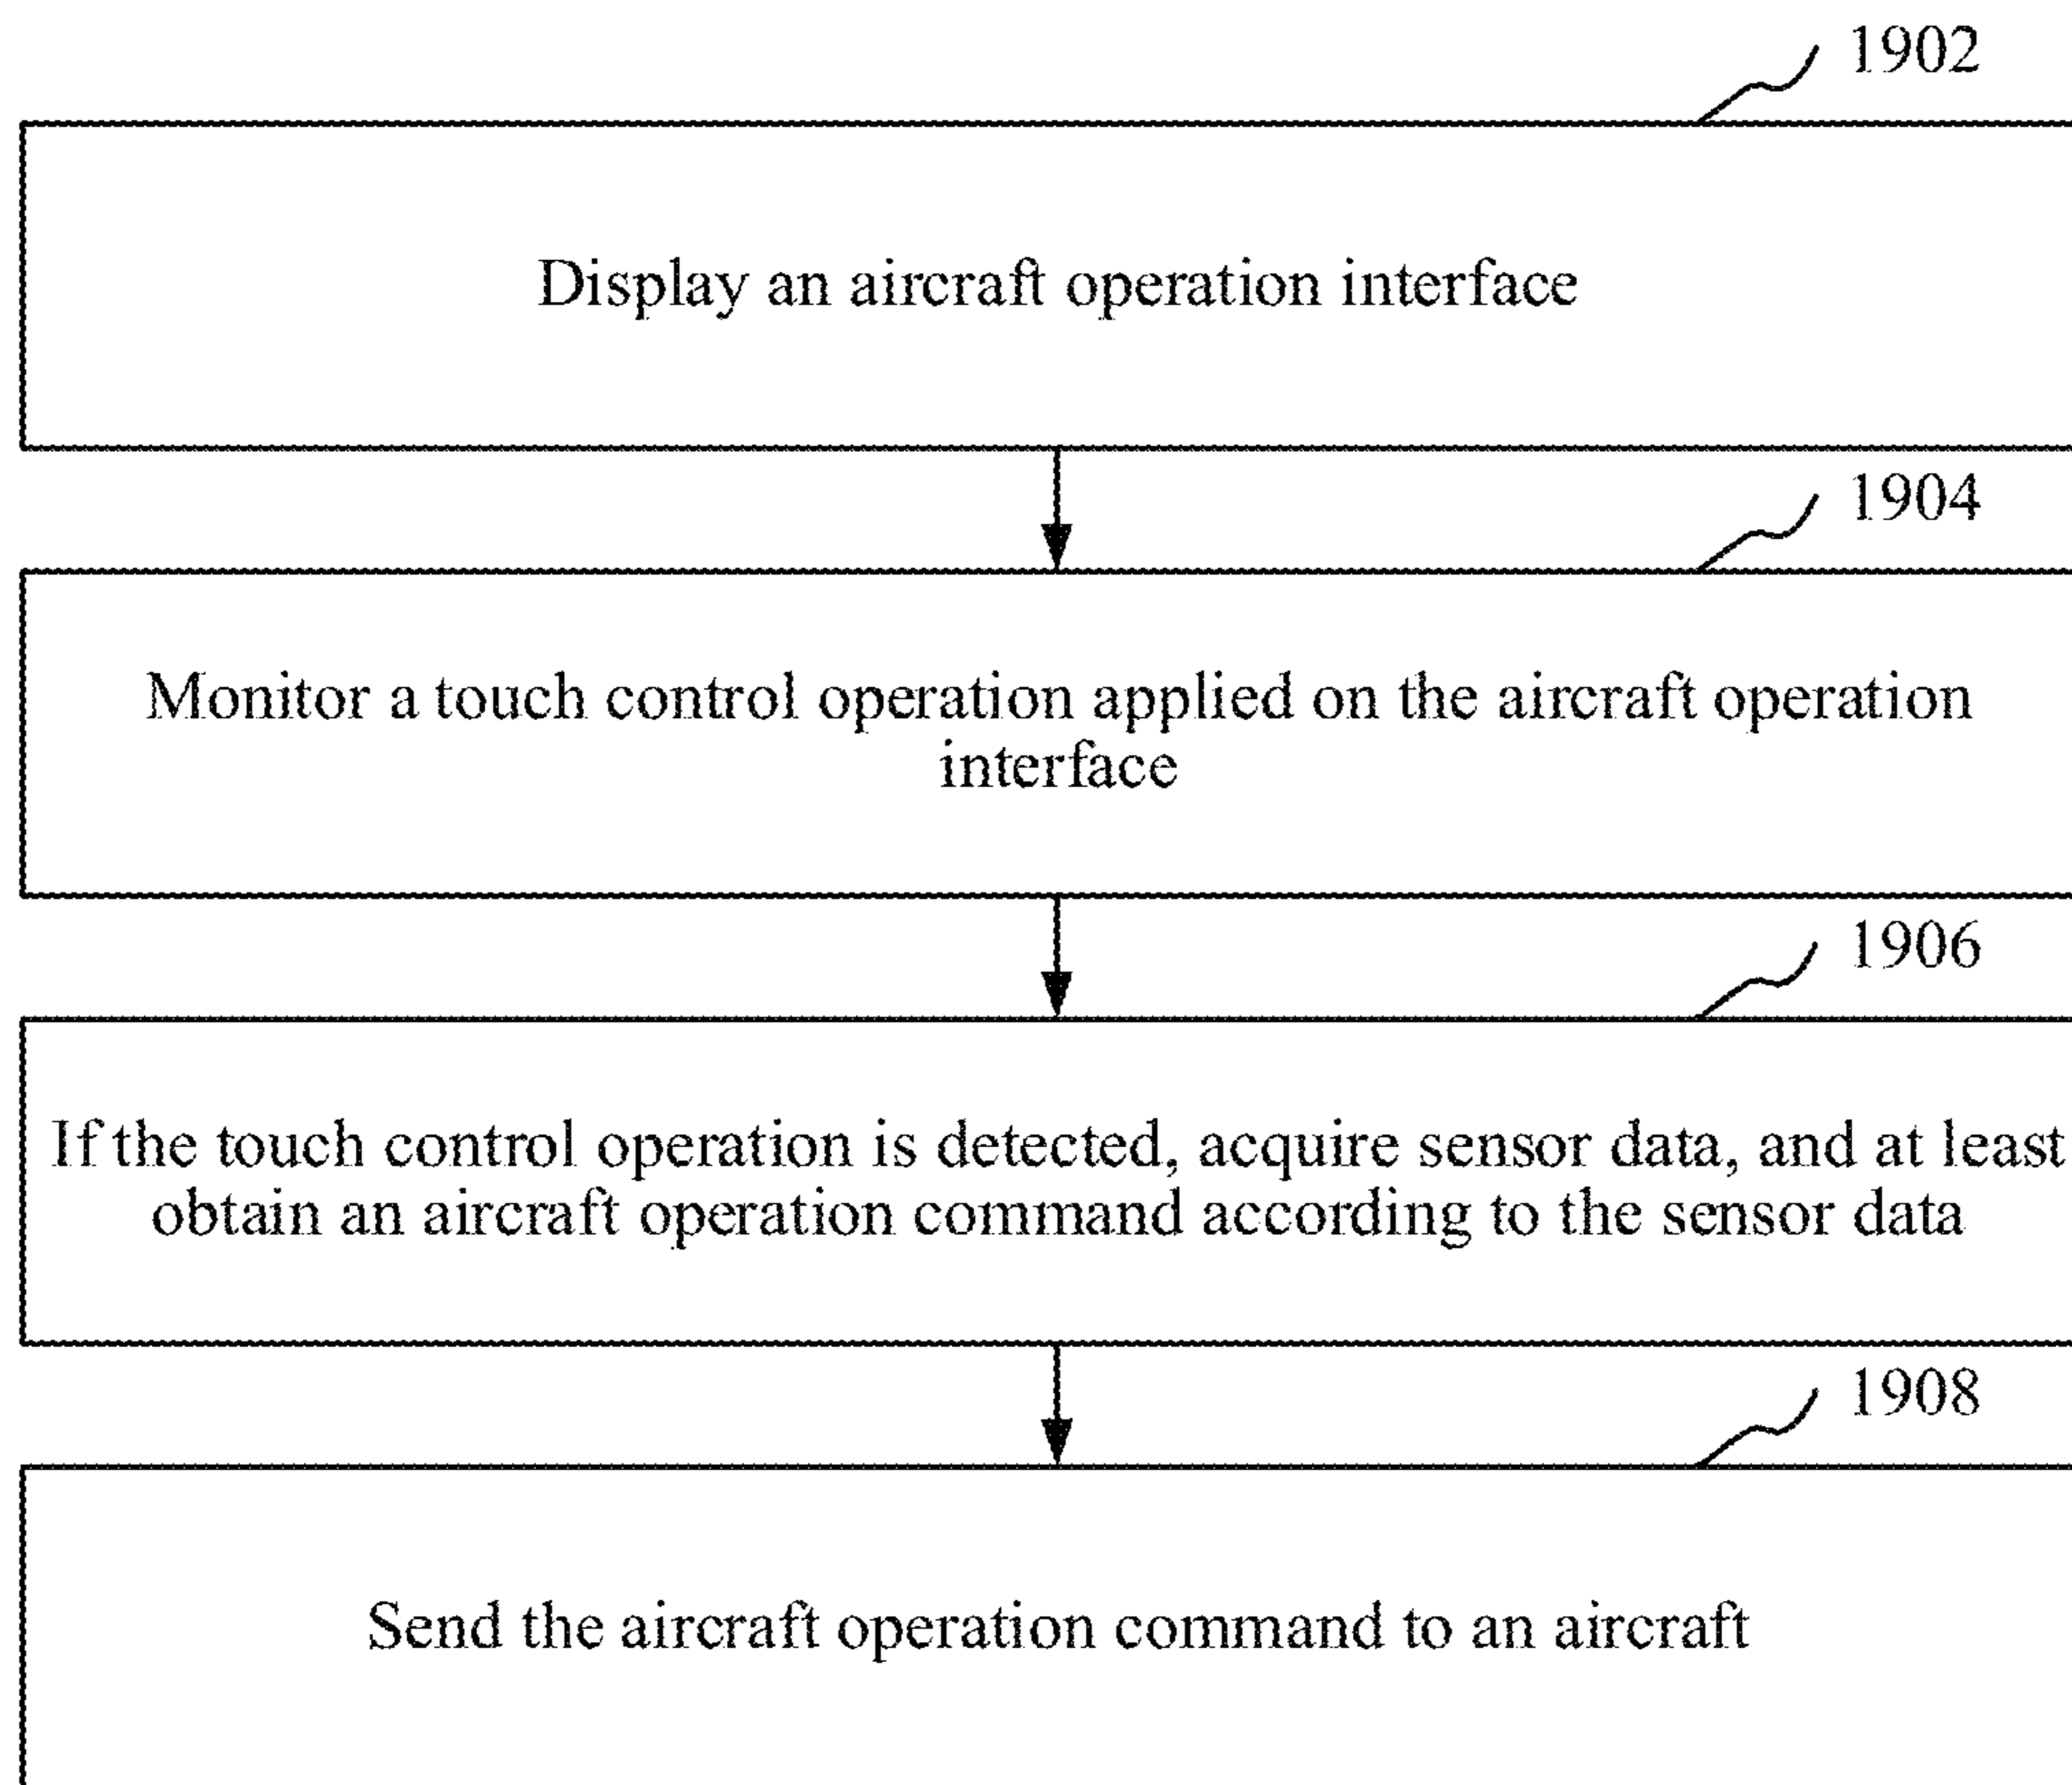 1902
Display an aircraft operation interface
1904
Monitor a touch control operation applied on the aircraft operation
interface
1906
If the touch control operation is detected, acquire sensor data, and at least
obtain an aircraft operation command according to the sensor data
1908
Send the aircraft operation command to an aircraft